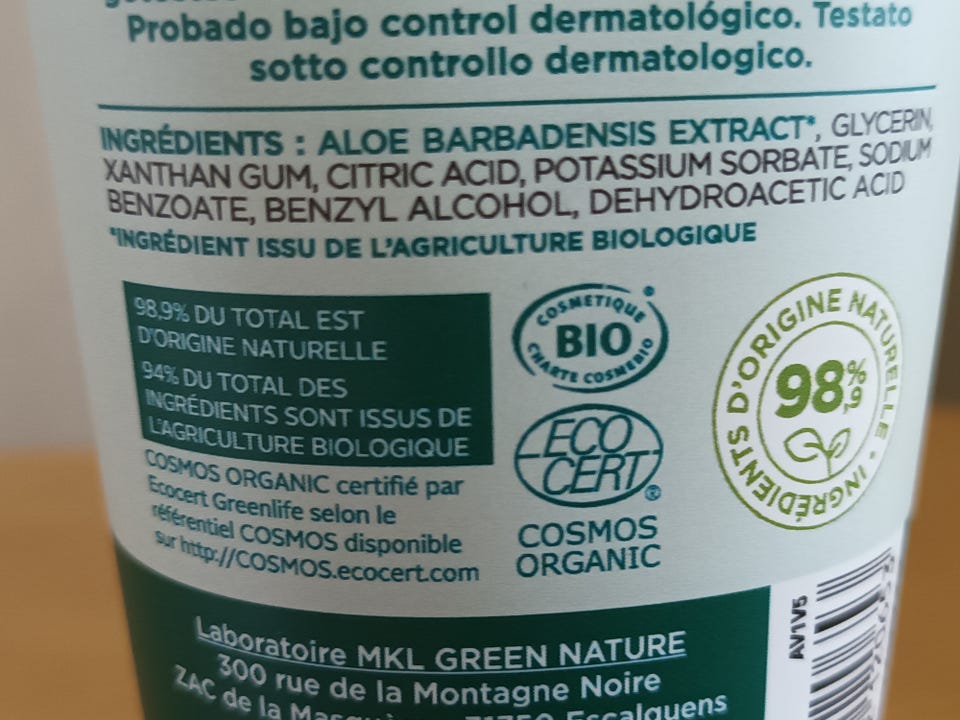 Probado bajo control dermatológico. Testato
sotto controllo dermatologico.
INGRÉDIENTS : ALOE BARBADENSIS EXTRACT*, GLYCERIN,
XANTHAN GUM, CITRIC ACID, POTASSIUM SORBATE, SODIUM
BENZOATE, BENZYL ALCOHOL, DEHYDROACETIC ACID
*INGRÉDIENT ISSU DE L'AGRICULTURE BIOLOGIQUE
98,9% DU TOTAL EST
D'ORIGINE NATURELLE
94% DU TOTAL DES
INGRÉDIENTS SONT ISSUS DE
L'AGRICULTURE BIOLOGIQUE
COSMOS ORGANIC certifié par
Ecocert Greenlife selon le
référentiel COSMOS disponible
sur http://COSMOS.ecocert.com
COSMÉTIQUE
BIO
CHARTE COSMEBIO
ECO
CERT®
COSMOS
ORGANIC
INGRÉDIENTS D'ORIGINE NATURELLE
98,9%
AV1V5
Laboratoire MKL GREEN NATURE
300 rue de la Montagne Noire
ZAC de la 31750 Escalquens